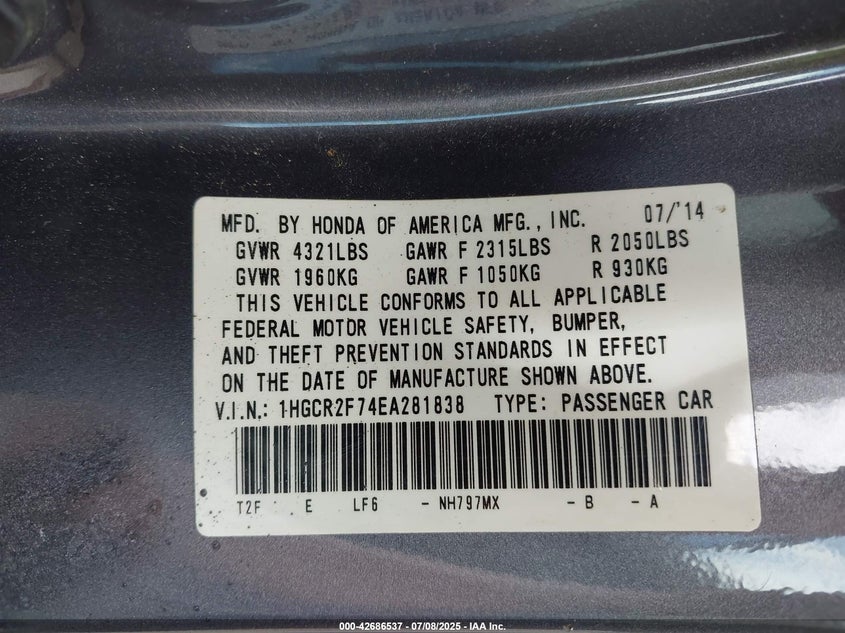 MFD. BY HONDA OF AMERICA MFG., INC. 07/'14
GVWR 4321LBS GAWR F 2315LBS R 2050LBS
GVWR 1960KG GAWR F 1050KG R 930KG
THIS VEHICLE CONFORMS TO ALL APPLICABLE
FEDERAL MOTOR VEHICLE SAFETY, BUMPER,
AND THEFT PREVENTION STANDARDS IN EFFECT
ON THE DATE OF MANUFACTURE SHOWN ABOVE.
V.I.N.: 1HGCR2F74EA281838 TYPE: PASSENGER CAR
T2F E LF6 - NH797MX - B - A
000-42686537 - 07/08/2025 - IAA Inc.